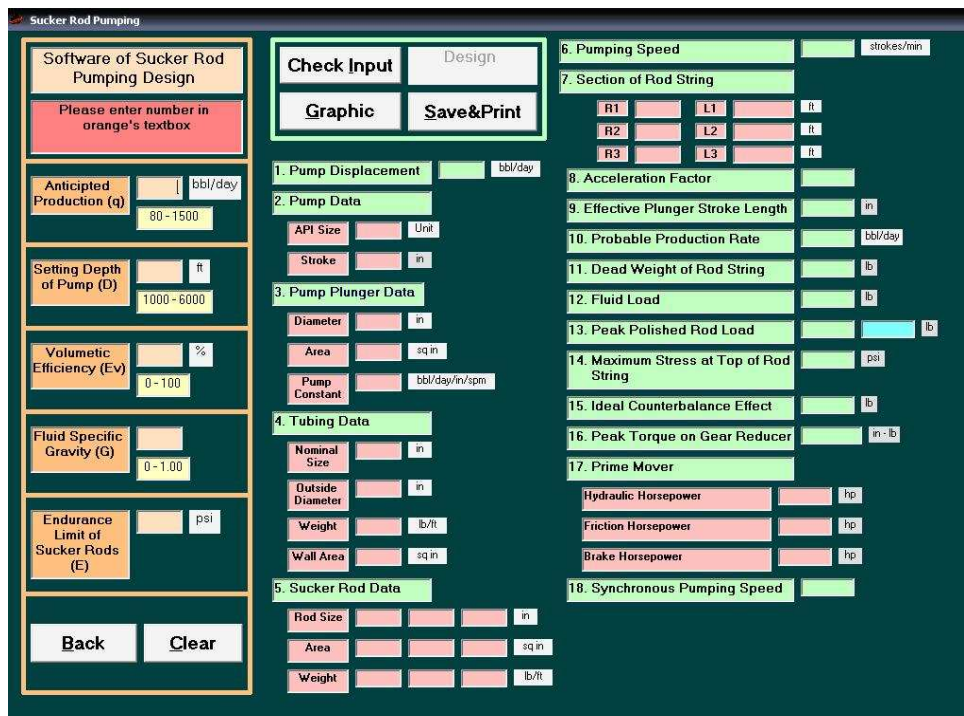 Sucker Rod Pumping
Software of Sucker Rod
Pumping Design
Please enter number in
orange's textbox
Anticipted
Production (q)
bbl/day
80 - 1500
Setting Depth
of Pump (D)
ft
1000 - 6000
Volumetic
Efficiency (Ev)
%
0 - 100
Fluid Specific
Gravity (G)
0 - 1.00
Endurance
Limit of
Sucker Rods
(E)
psi
Back
Clear
Check Input
Design
Graphic
Save&Print
1. Pump Displacement
bbl/day
2. Pump Data
API Size
Unit
Stroke
in
3. Pump Plunger Data
Diameter
in
Area
sq in
Pump
Constant
bbl/day/in/spm
4. Tubing Data
Nominal
Size
in
Outside
Diameter
in
Weight
lb/ft
Wall Area
sq in
5. Sucker Rod Data
Rod Size
in
Area
sq in
Weight
lb/ft
6. Pumping Speed
strokes/min
7. Section of Rod String
R1
L1
ft
R2
L2
ft
R3
L3
ft
8. Acceleration Factor
9. Effective Plunger Stroke Length
in
10. Probable Production Rate
bbl/day
11. Dead Weight of Rod String
lb
12. Fluid Load
lb
13. Peak Polished Rod Load
lb
14. Maximum Stress at Top of Rod
String
psi
15. Ideal Counterbalance Effect
lb
16. Peak Torque on Gear Reducer
in - lb
17. Prime Mover
Hydraulic Horsepower
hp
Friction Horsepower
hp
Brake Horsepower
hp
18. Synchronous Pumping Speed